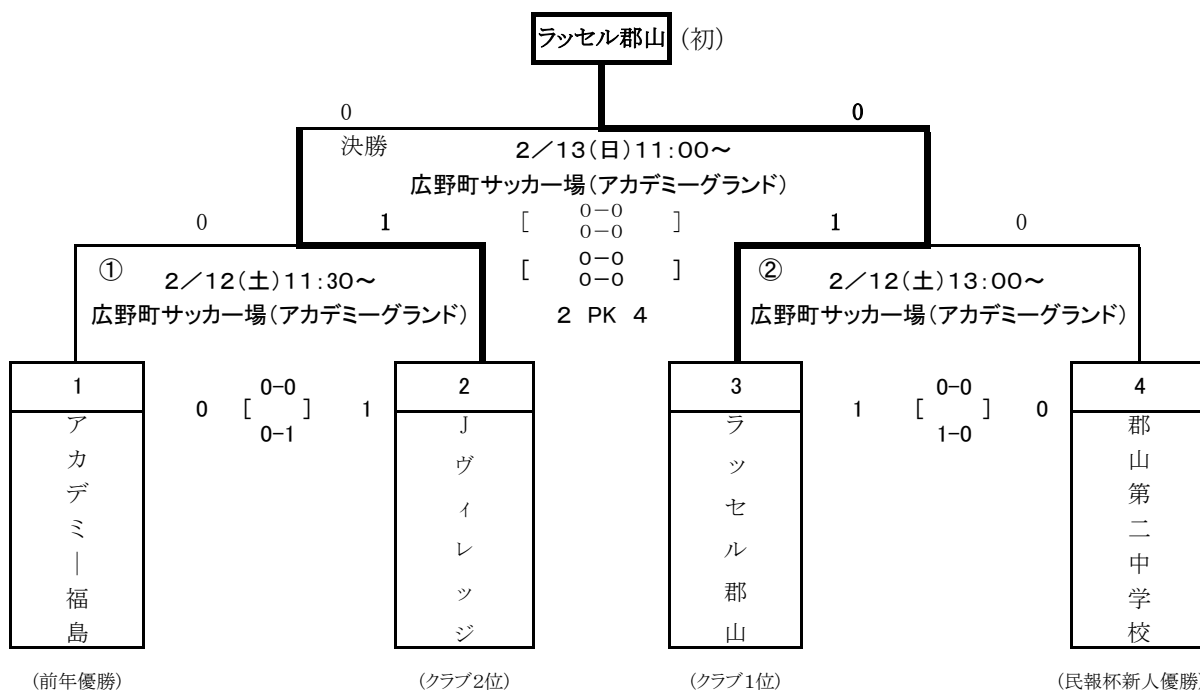 ラッセル郡山 (初)
0 0
決勝 2／13(日)11:00～
広野町サッカー場(アカデミーグランド)
0 1 [ 0－0 ] 1 0
0－0
① 2／12(土)11:30～ [ 0－0 ] ② 2／12(土)13:00～
0－0
広野町サッカー場(アカデミーグランド) 2 PK 4 広野町サッカー場(アカデミーグランド)
1 2 3 4
0 [ 0-0 ] 1
0-1
1 [ 0-0 ] 0
1-0
アカデミー福島
Jヴィレッジ
ラッセル郡山
郡山第二中学校
(前年優勝) (クラブ2位) (クラブ1位) (民報杯新人優勝)